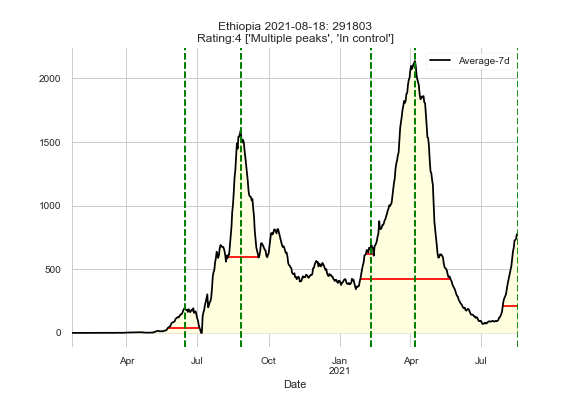 Ethiopia 2021-08-18: 291803
Rating:4 ['Multiple peaks', 'In control']
Average-7d
2000
1500
1000
500
0
Apr
Jul
Oct
Jan
2021
Apr
Jul
Date